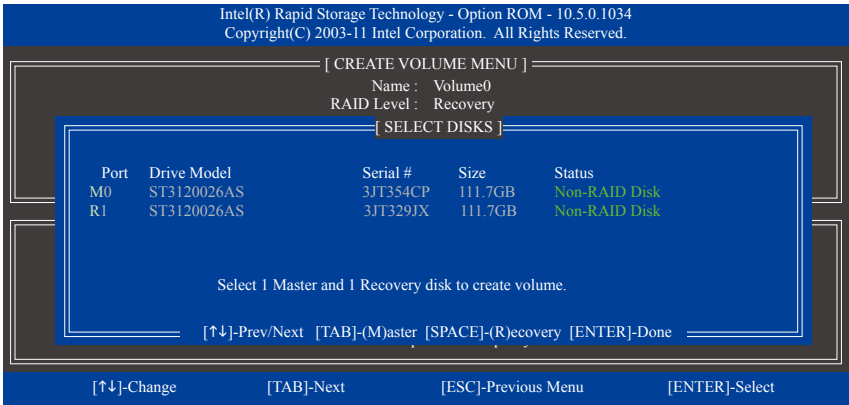 Intel(R) Rapid Storage Technology - Option ROM - 10.5.0.1034
Copyright(C) 2003-11 Intel Corporation. All Rights Reserved.
[ CREATE VOLUME MENU ]
Name : Volume0
RAID Level : Recovery
[ SELECT DISKS ]
Port Drive Model Serial # Size Status
M0 ST3120026AS 3JT354CP 111.7GB Non-RAID Disk
R1 ST3120026AS 3JT329JX 111.7GB Non-RAID Disk
Select 1 Master and 1 Recovery disk to create volume.
[↑↓]-Prev/Next [TAB]-(M)aster [SPACE]-(R)ecovery [ENTER]-Done
[↑↓]-Change [TAB]-Next [ESC]-Previous Menu [ENTER]-Select